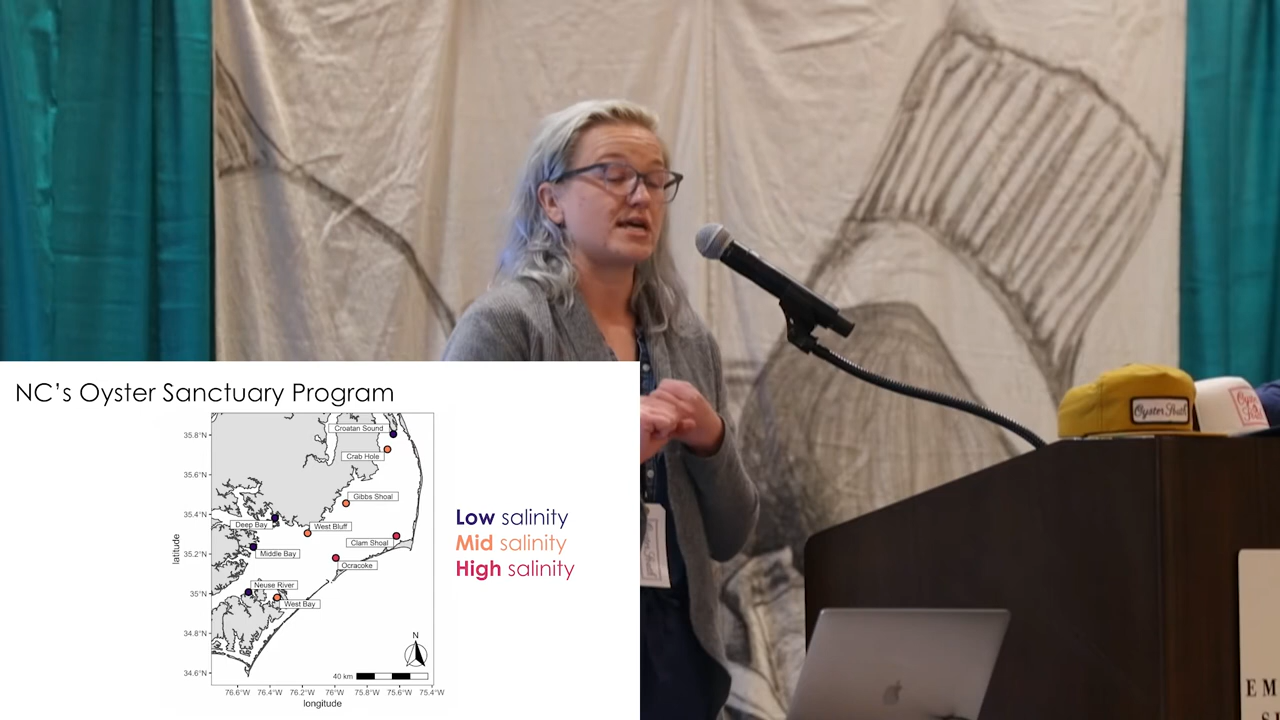 NC's Oyster Sanctuary Program
Croatan Sound
Crab Hole
Gibbs Shoal
Deep Bay
West Bluff
Clam Shoal
Middle Bay
Ocracoke
Neuse River
West Bay
35.8°N
35.6°N
35.4°N
35.2°N
35°N
34.8°N
34.6°N
latitude
N
40 km
76.6°W 76.4°W 76.2°W 76°W 75.8°W 75.6°W 75.4°W
longitude
Low salinity
Mid salinity
High salinity
Oyster South